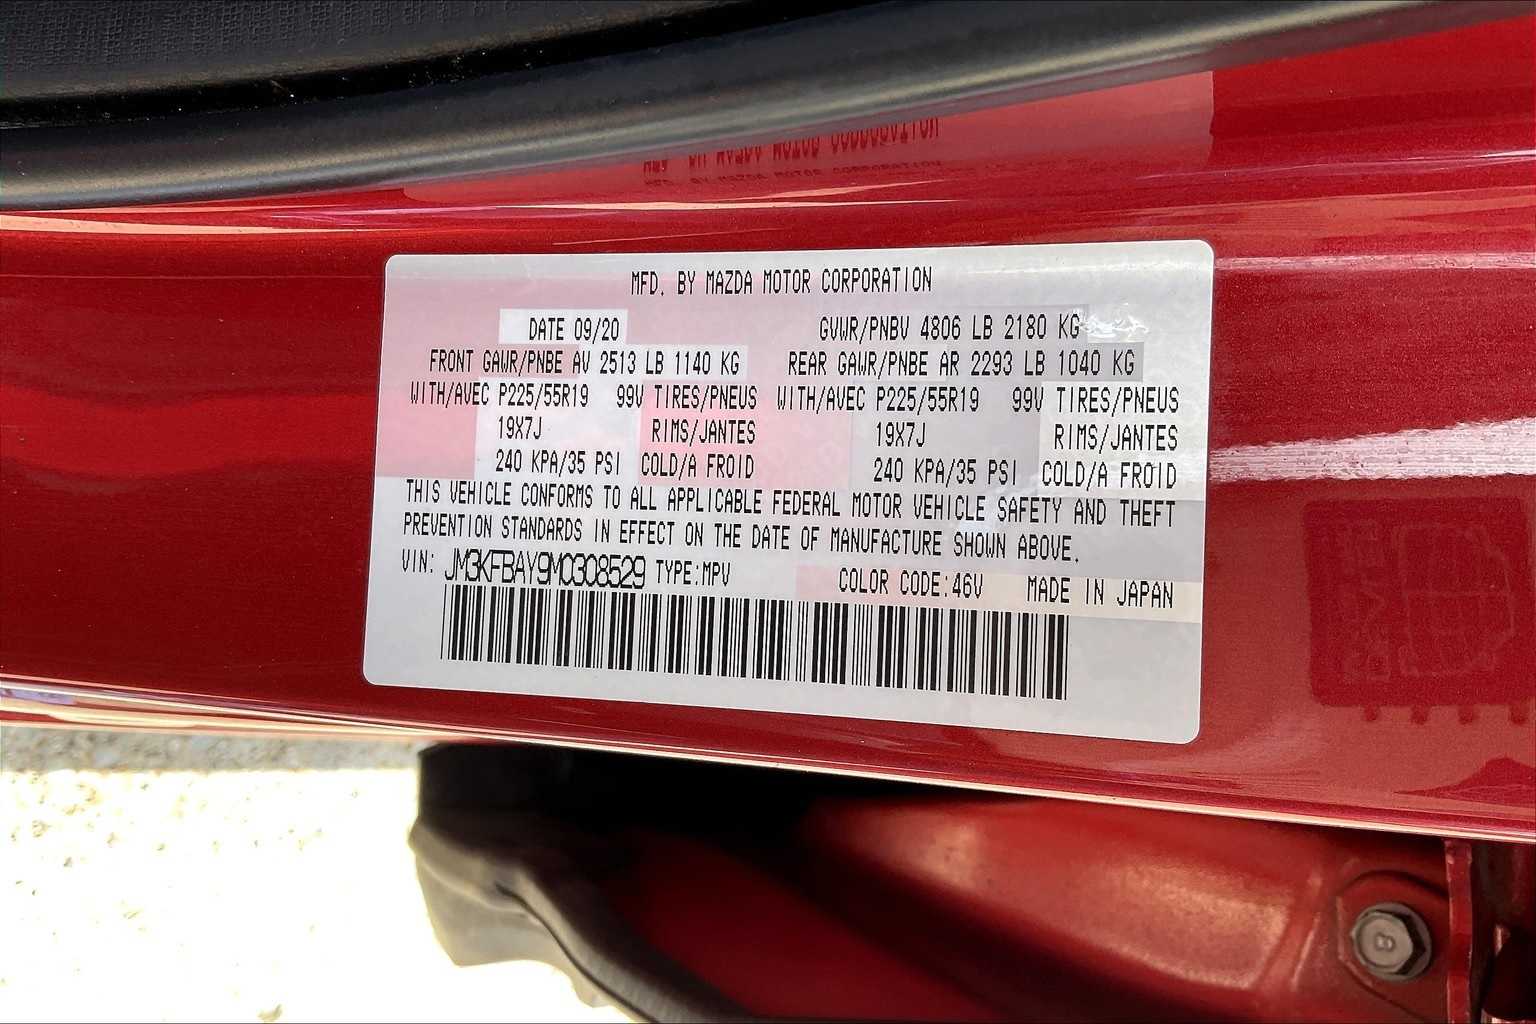 MFD. BY MAZDA MOTOR CORPORATION
DATE 09/20 GVWR/PNBV 4806 LB 2180 KG
FRONT GAWR/PNBE AV 2513 LB 1140 KG REAR GAWR/PNBE AR 2293 LB 1040 KG
WITH/AVEC P225/55R19 99V TIRES/PNEUS WITH/AVEC P225/55R19 99V TIRES/PNEUS
19X7J RIMS/JANTES 19X7J RIMS/JANTES
240 KPA/35 PSI COLD/A FROID 240 KPA/35 PSI COLD/A FROID
THIS VEHICLE CONFORMS TO ALL APPLICABLE FEDERAL MOTOR VEHICLE SAFETY AND THEFT
PREVENTION STANDARDS IN EFFECT ON THE DATE OF MANUFACTURE SHOWN ABOVE.
VIN: JM3KFBAY9M0308529 TYPE:MPV COLOR CODE:46V MADE IN JAPAN